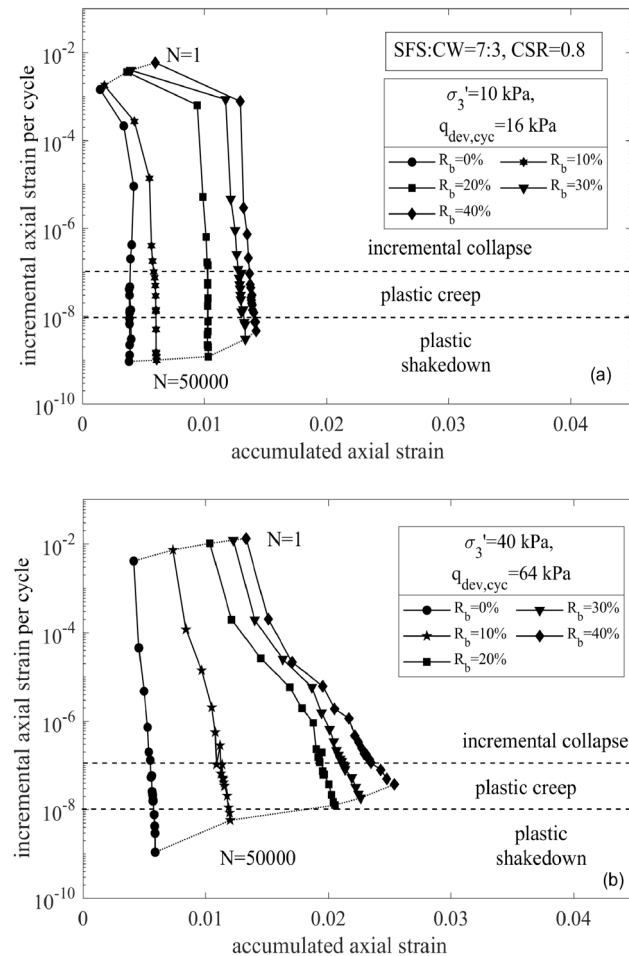 (a)
SFS:CW=7:3, CSR=0.8
N=1
σ3'=10 kPa,
qdev,cyc=16 kPa
Rb=0% Rb=10%
Rb=20% Rb=30%
Rb=40%
incremental collapse
plastic creep
plastic
shakedown
N=50000
10^-2
10^-4
10^-6
10^-8
10^-10
incremental axial strain per cycle
0 0.01 0.02 0.03 0.04
accumulated axial strain
(a)
N=1
σ3'=40 kPa,
qdev,cyc=64 kPa
Rb=0% Rb=30%
Rb=10% Rb=40%
Rb=20%
incremental collapse
plastic creep
plastic
shakedown
N=50000
(b)
10^-2
10^-4
10^-6
10^-8
10^-10
incremental axial strain per cycle
0 0.01 0.02 0.03 0.04
accumulated axial strain